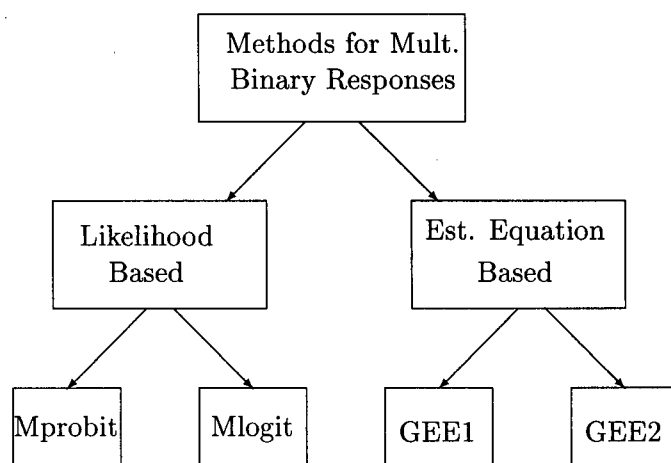 Methods for Mult.
Binary Responses
Likelihood
Based
Est. Equation
Based
Mprobit
Mlogit
GEE1
GEE2